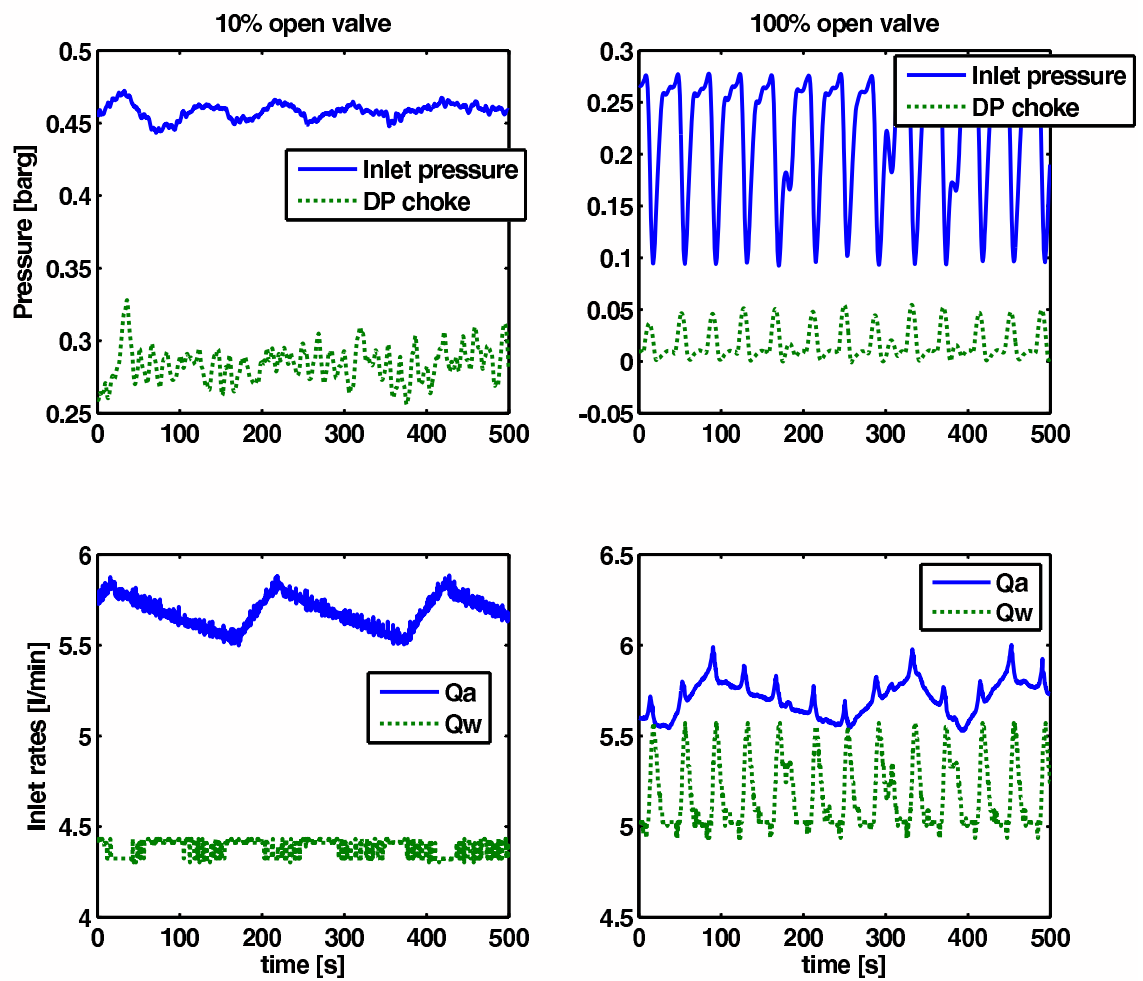 10% open valve
0.5
0.45
0.4
0.35
0.3
0.25
Pressure [barg]
Inlet pressure
DP choke
0 100 200 300 400 500
100% open valve
0.3
0.25
0.2
0.15
0.1
0.05
0
-0.05
Inlet pressure
DP choke
0 100 200 300 400 500
6
5.5
5
4.5
4
Inlet rates [l/min]
Qa
Qw
0 100 200 300 400 500
time [s]
6.5
6
5.5
5
4.5
Qa
Qw
0 100 200 300 400 500
time [s]